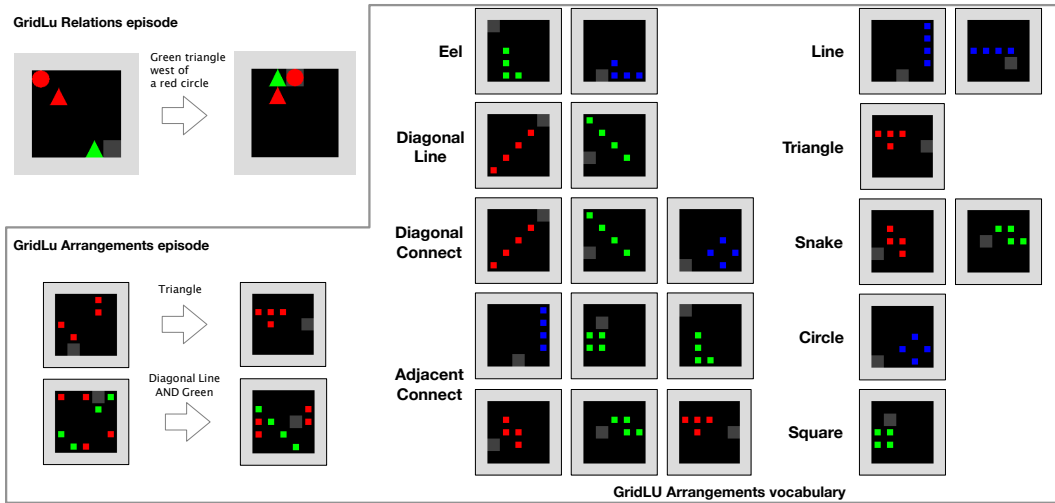 GridLu Relations episode
Green triangle
west of
a red circle
GridLu Arrangements episode
Triangle
Diagonal Line
AND Green
Eel
Diagonal
Line
Diagonal
Connect
Adjacent
Connect
Line
Triangle
Snake
Circle
Square
GridLU Arrangements vocabulary